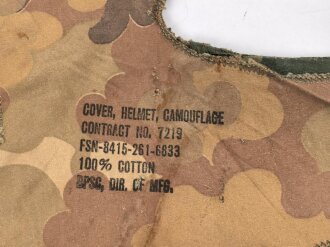 COVER, HELMET, CAMOUFLAGE
CONTRACT NO. 7219
FSN-8415-261-6833
100% COTTON
DPSC, DIR. OF MFG.